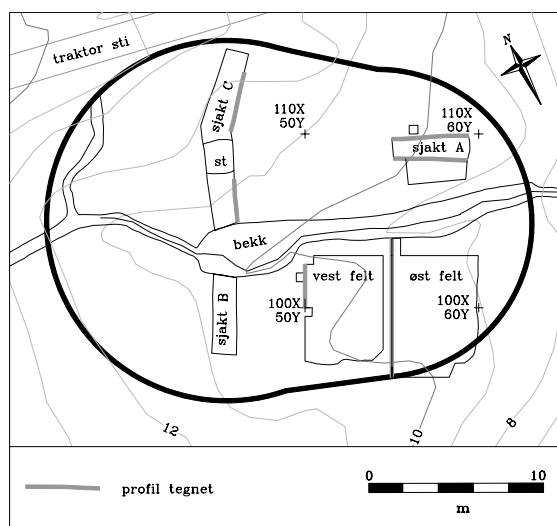 traktor sti
N
sjakt C
110X
50Y
110X
60Y
sjakt A
st
bekk
vest felt
øst felt
sjakt B
100X
50Y
100X
60Y
12
10
8
profil tegnet
0
10
m